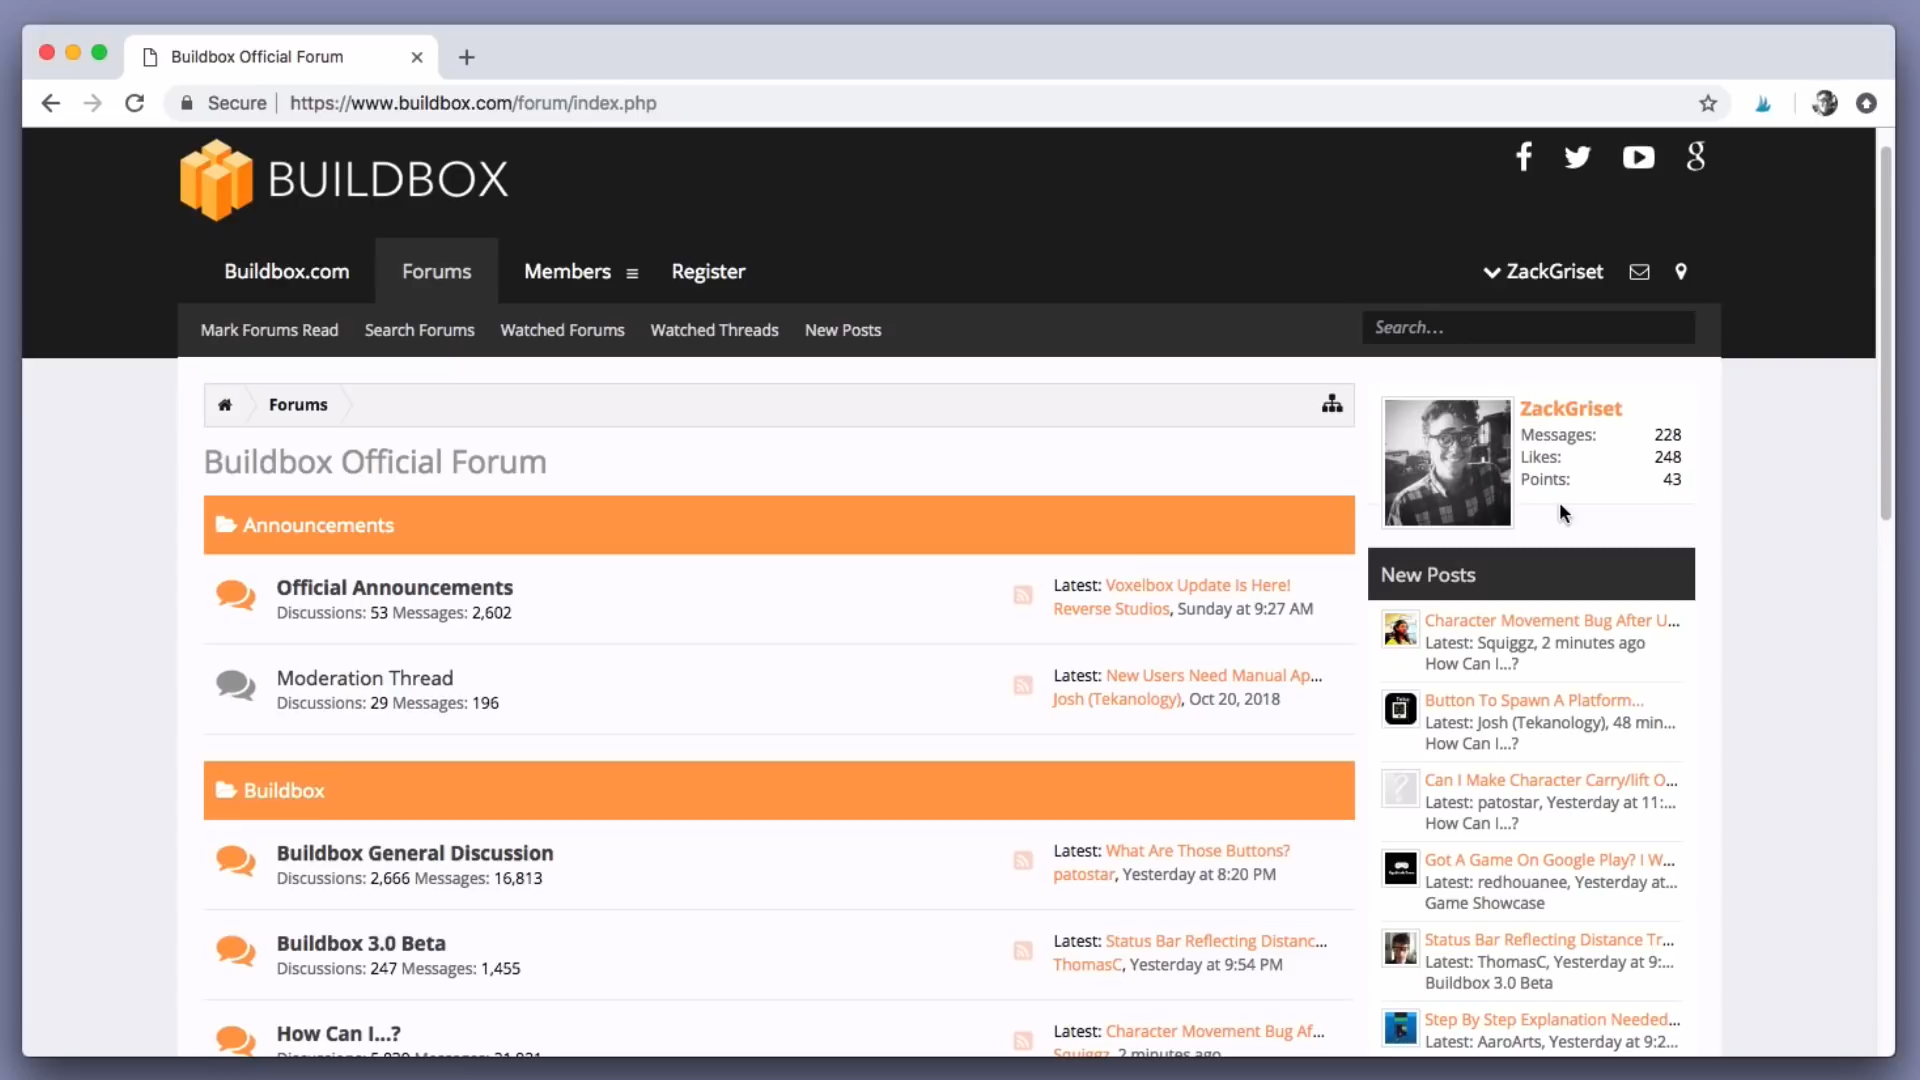 Buildbox Official Forum
Secure
https://www.buildbox.com/forum/index.php
BUILDBOX
Buildbox.com
Forums
Members
Register
ZackGriset
Mark Forums Read
Search Forums
Watched Forums
Watched Threads
New Posts
Search...
Forums
Buildbox Official Forum
Announcements
Official Announcements
Discussions: 53 Messages: 2,602
Latest: Voxelbox Update Is Here!
Reverse Studios, Sunday at 9:27 AM
Moderation Thread
Discussions: 29 Messages: 196
Latest: New Users Need Manual Ap...
Josh (Tekanology), Oct 20, 2018
Buildbox
Buildbox General Discussion
Discussions: 2,666 Messages: 16,813
Latest: What Are Those Buttons?
patostar, Yesterday at 8:20 PM
Buildbox 3.0 Beta
Discussions: 247 Messages: 1,455
Latest: Status Bar Reflecting Distanc...
ThomasC, Yesterday at 9:54 PM
How Can I...?
Latest: Character Movement Bug Af...
Squiggz, 2 minutes ago
ZackGriset
Messages: 228
Likes: 248
Points: 43
New Posts
Character Movement Bug After U...
Latest: Squiggz, 2 minutes ago
How Can I...?
Button To Spawn A Platform...
Latest: Josh (Tekanology), 48 min...
How Can I...?
Can I Make Character Carry/lift O...
Latest: patostar, Yesterday at 11:...
How Can I...?
Got A Game On Google Play? I W...
Latest: redhouanee, Yesterday at...
Game Showcase
Status Bar Reflecting Distance Tr...
Latest: ThomasC, Yesterday at 9:...
Buildbox 3.0 Beta
Step By Step Explanation Needed...
Latest: AaroArts, Yesterday at 9:2...